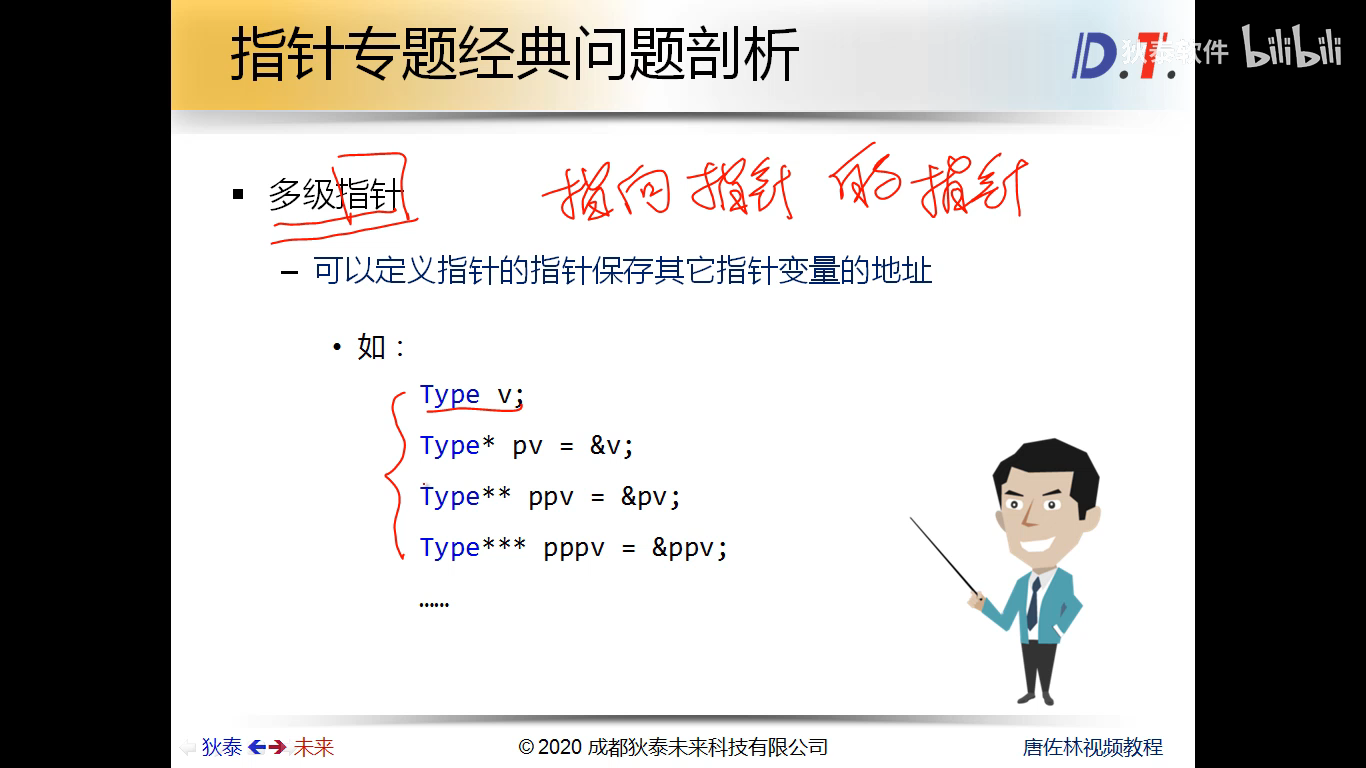 指针专题经典问题剖析
D.T.
狄泰软件 bilibili
多级指针
指向指针的指针
可以定义指针的指针保存其它指针变量的地址
如：
Type v;
Type* pv = &v;
Type** ppv = &pv;
Type*** pppv = &ppv;
……
狄泰 未来
© 2020 成都狄泰未来科技有限公司
唐佐林视频教程